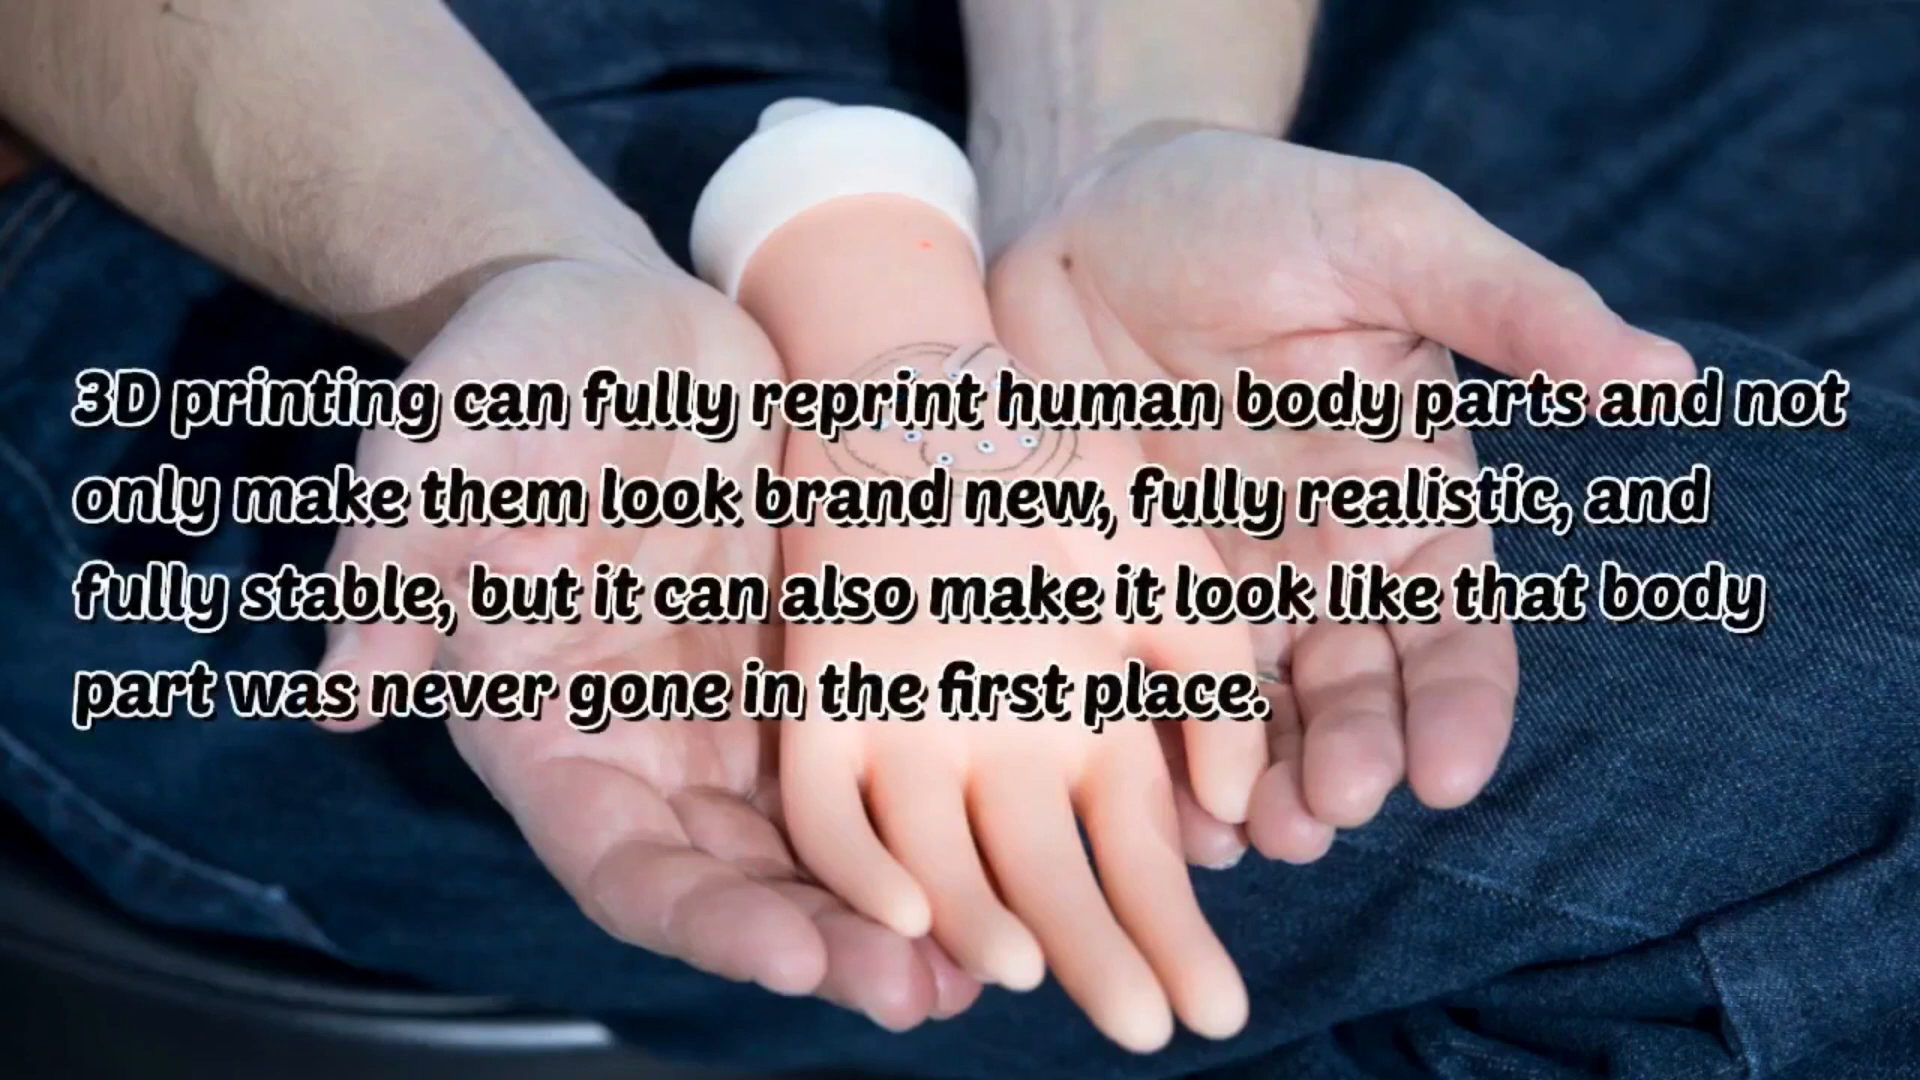 3D printing can fully reprint human body parts and not
only make them look brand new, fully realistic, and
fully stable, but it can also make it look like that body
part was never gone in the first place.